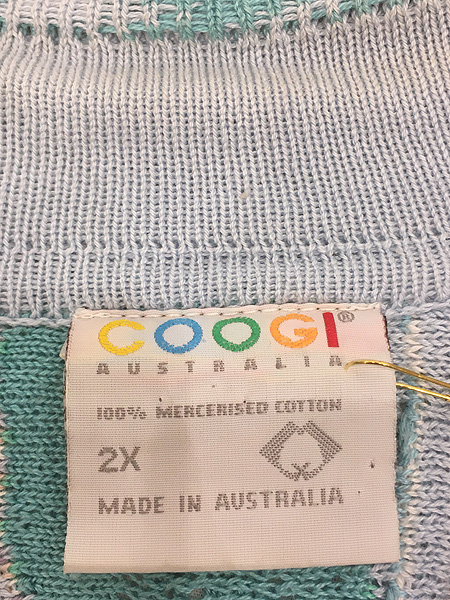 COOGI®
AUSTRALIA
100% MERCERISED COTTON
2X
MADE IN AUSTRALIA